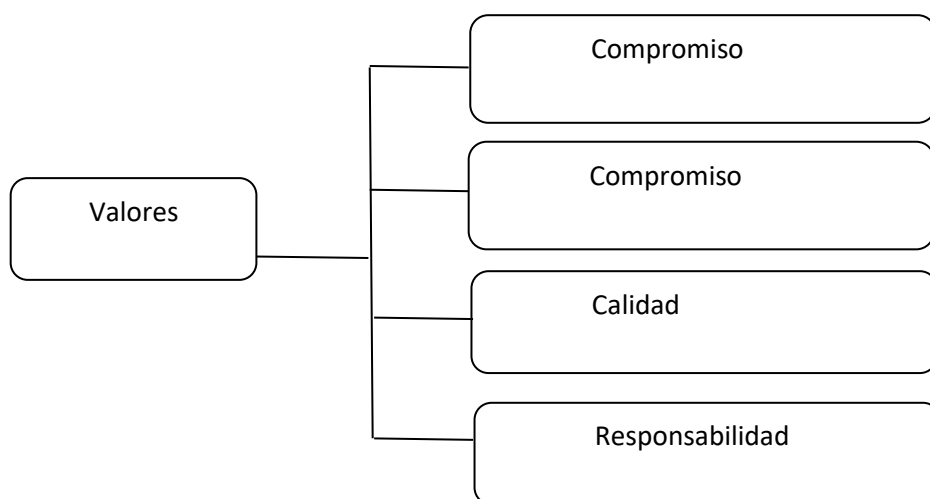 Valores
Compromiso
Compromiso
Calidad
Responsabilidad